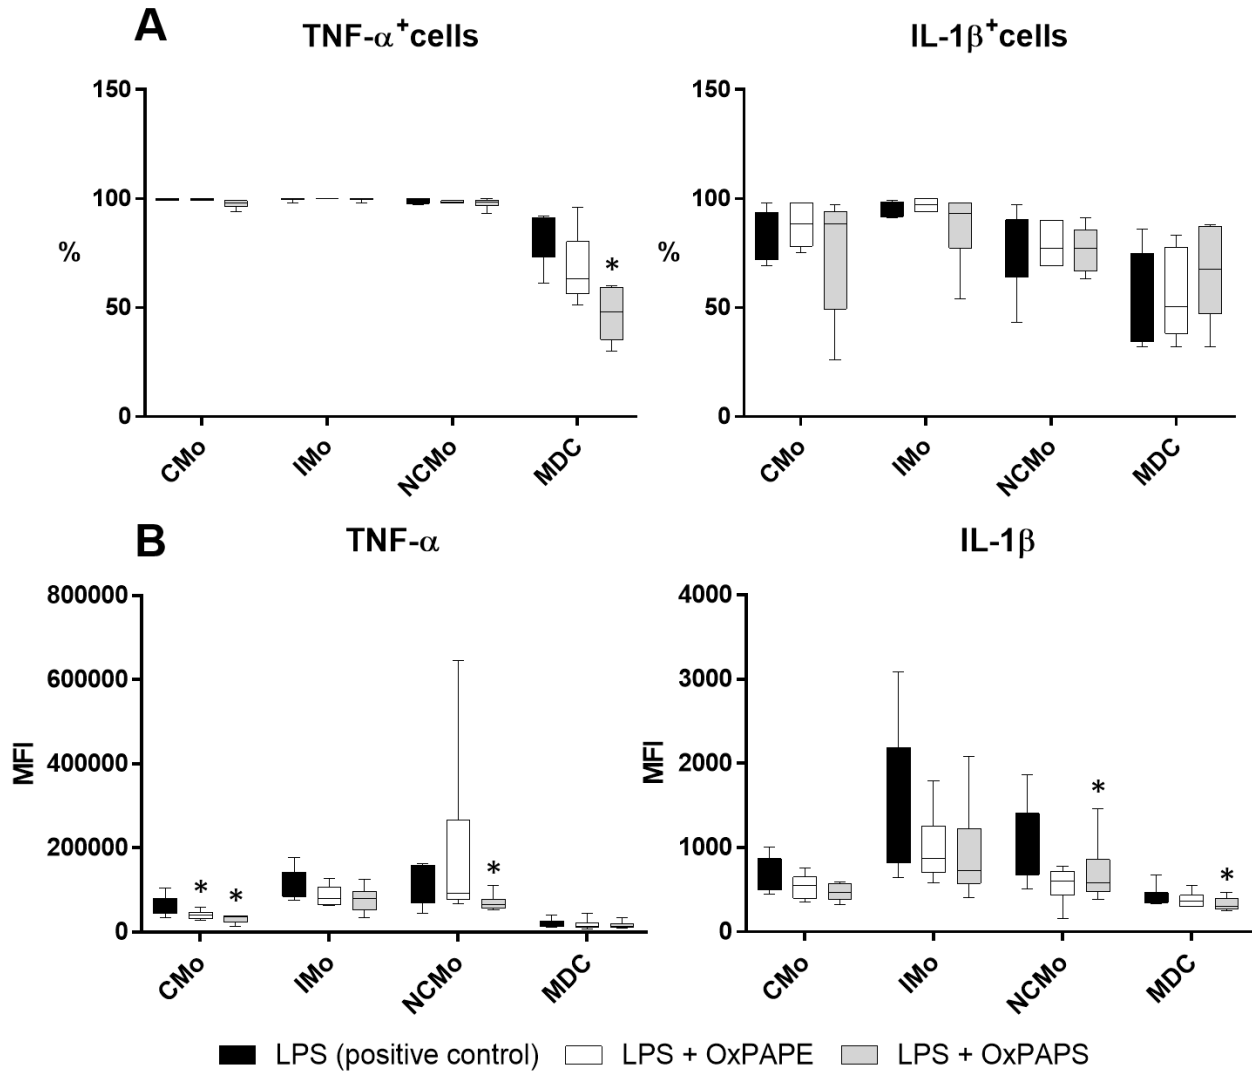 A
TNF-α⁺cells
IL-1β⁺cells
150
100
50
0
%
*
CMo
IMo
NCMo
MDC
150
100
50
0
%
CMo
IMo
NCMo
MDC
B
TNF-α
IL-1β
800000
600000
400000
200000
0
MFI
*
*
*
CMo
IMo
NCMo
MDC
4000
3000
2000
1000
0
MFI
*
*
CMo
IMo
NCMo
MDC
LPS (positive control) LPS + OxPAPE LPS + OxPAPS